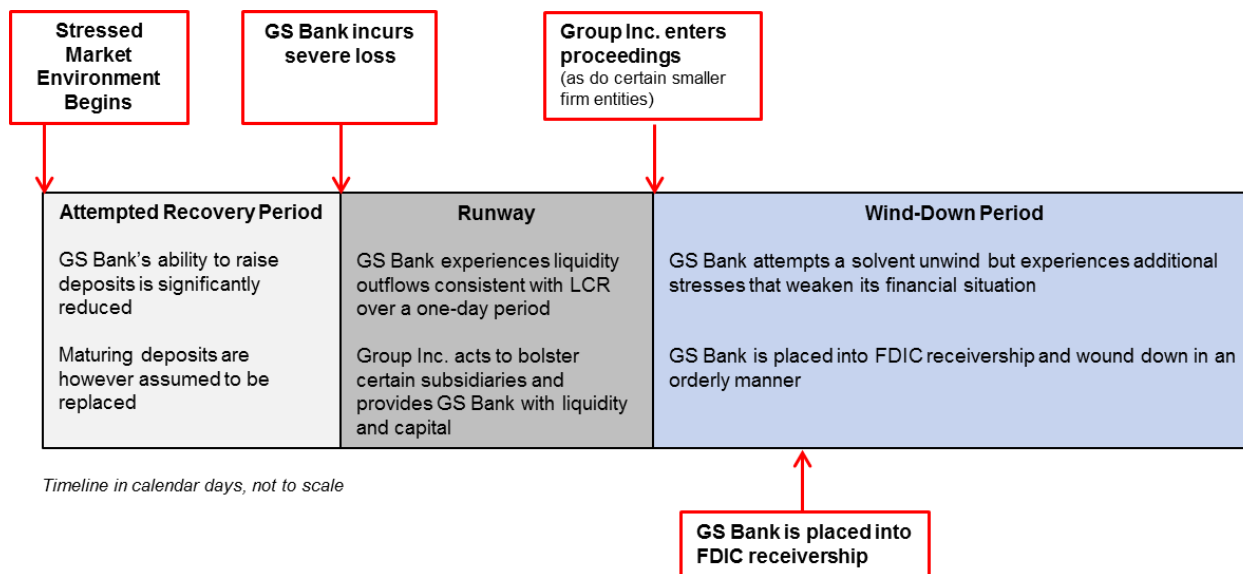 Stressed
Market
Environment
Begins
GS Bank incurs
severe loss
Group Inc. enters
proceedings
(as do certain smaller
firm entities)
Attempted Recovery Period
GS Bank's ability to raise
deposits is significantly
reduced
Maturing deposits are
however assumed to be
replaced
Runway
GS Bank experiences liquidity
outflows consistent with LCR
over a one-day period
Group Inc. acts to bolster
certain subsidiaries and
provides GS Bank with liquidity
and capital
Wind-Down Period
GS Bank attempts a solvent unwind but experiences additional
stresses that weaken its financial situation
GS Bank is placed into FDIC receivership and wound down in an
orderly manner
Timeline in calendar days, not to scale
GS Bank is placed into
FDIC receivership